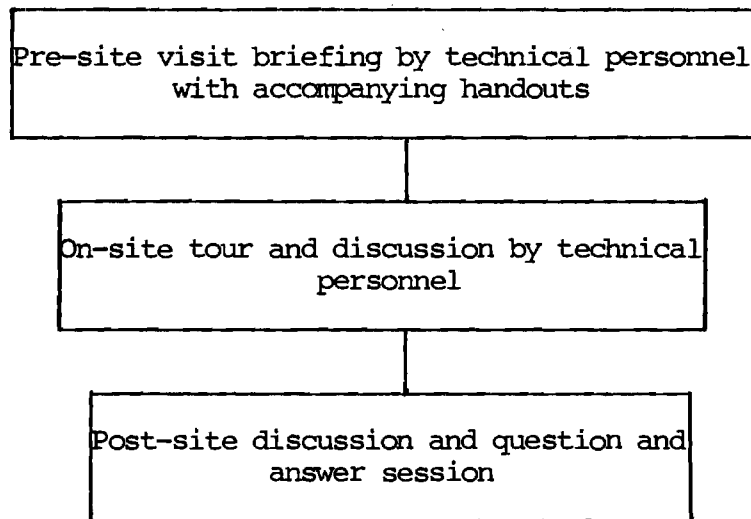 Pre-site visit briefing by technical personnel
with accompanying handouts
On-site tour and discussion by technical
personnel
Post-site discussion and question and
answer session